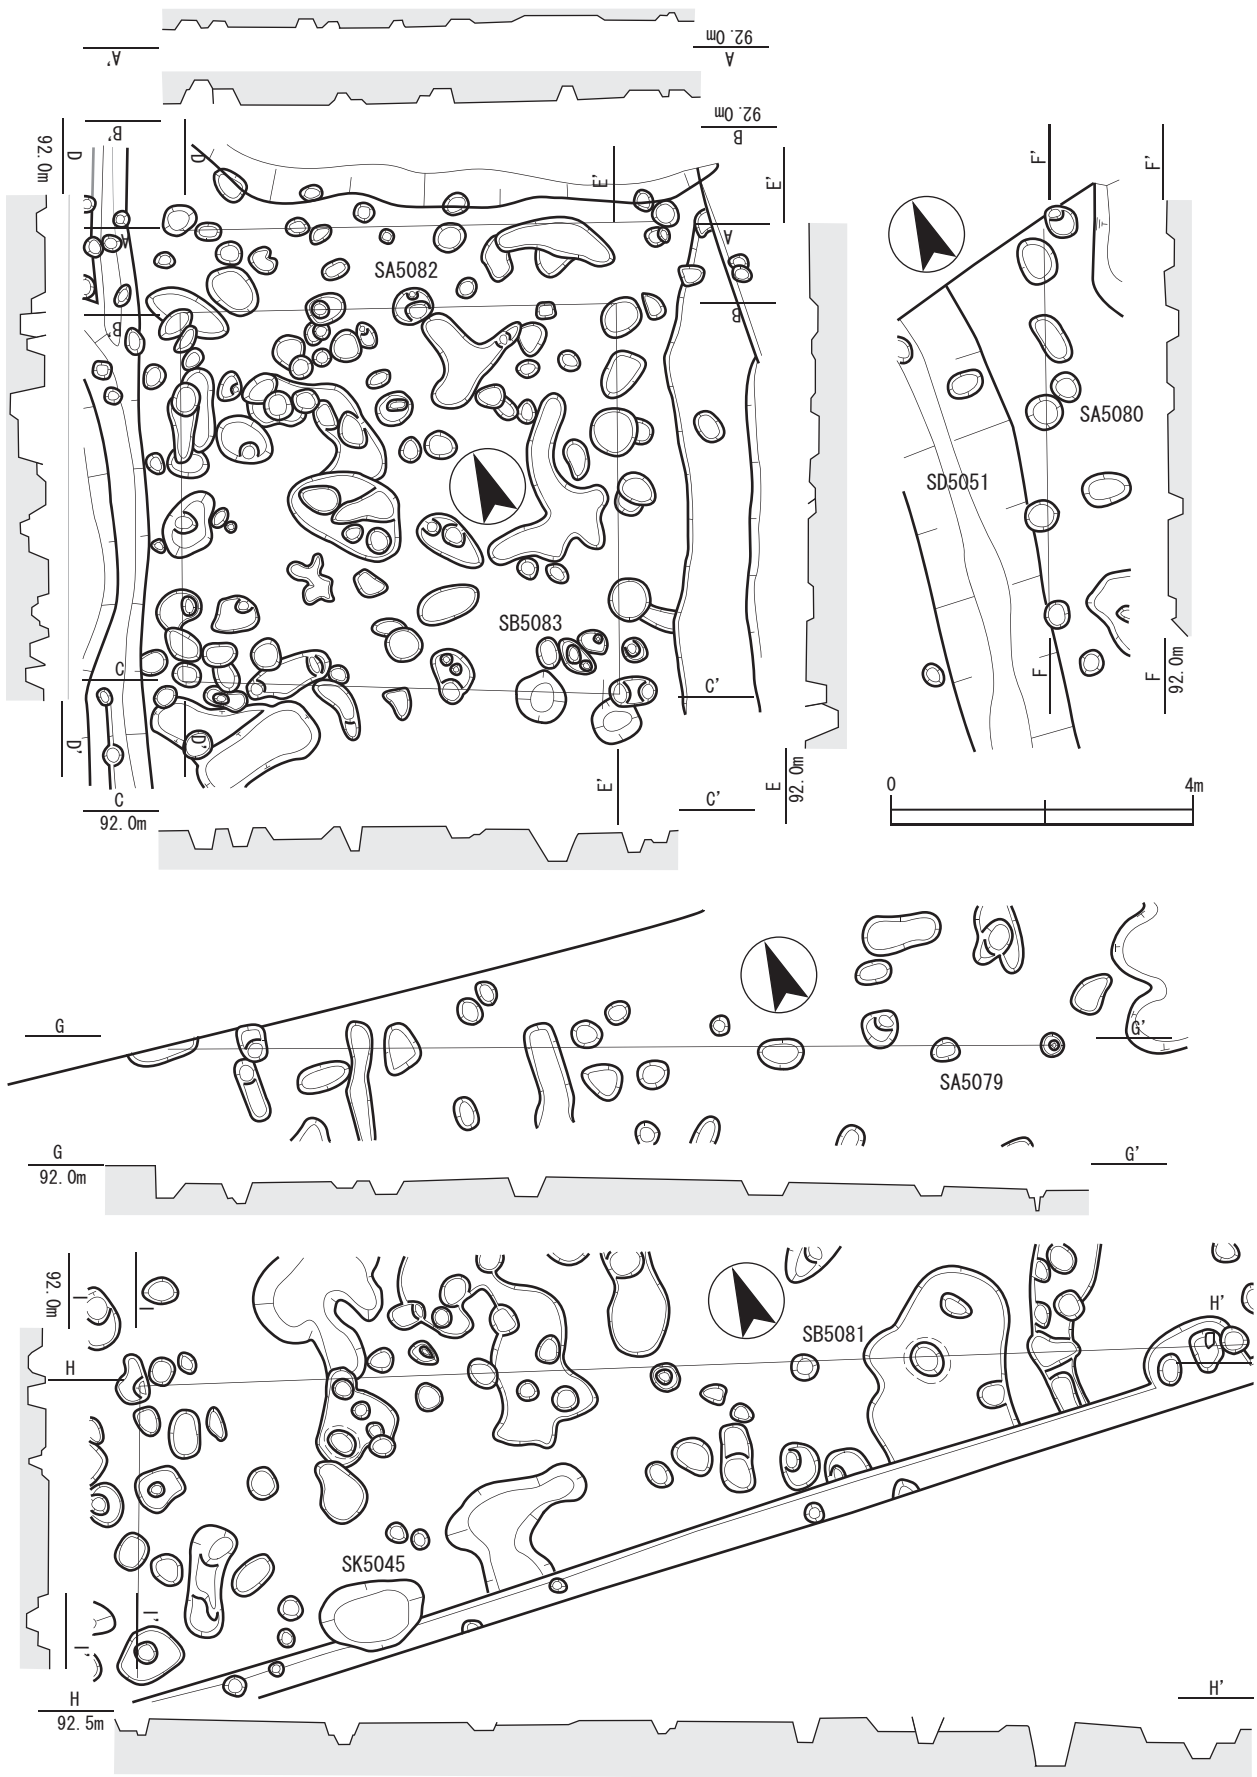 92.0m
A'
A
92.0m
B'
B
92.0m
D
D
E'
E'
F'
F'
A
A
SA5082
B'
B
SA5080
SD5051
SB5083
C
C'
D'
D'
F
F
92.0m
E'
E
92.0m
C
C'
92.0m
0
4m
G
G'
SA5079
G
G'
92.0m
92.0m
I
I
H'
SB5081
H
SK5045
I'
I'
H
H'
92.5m